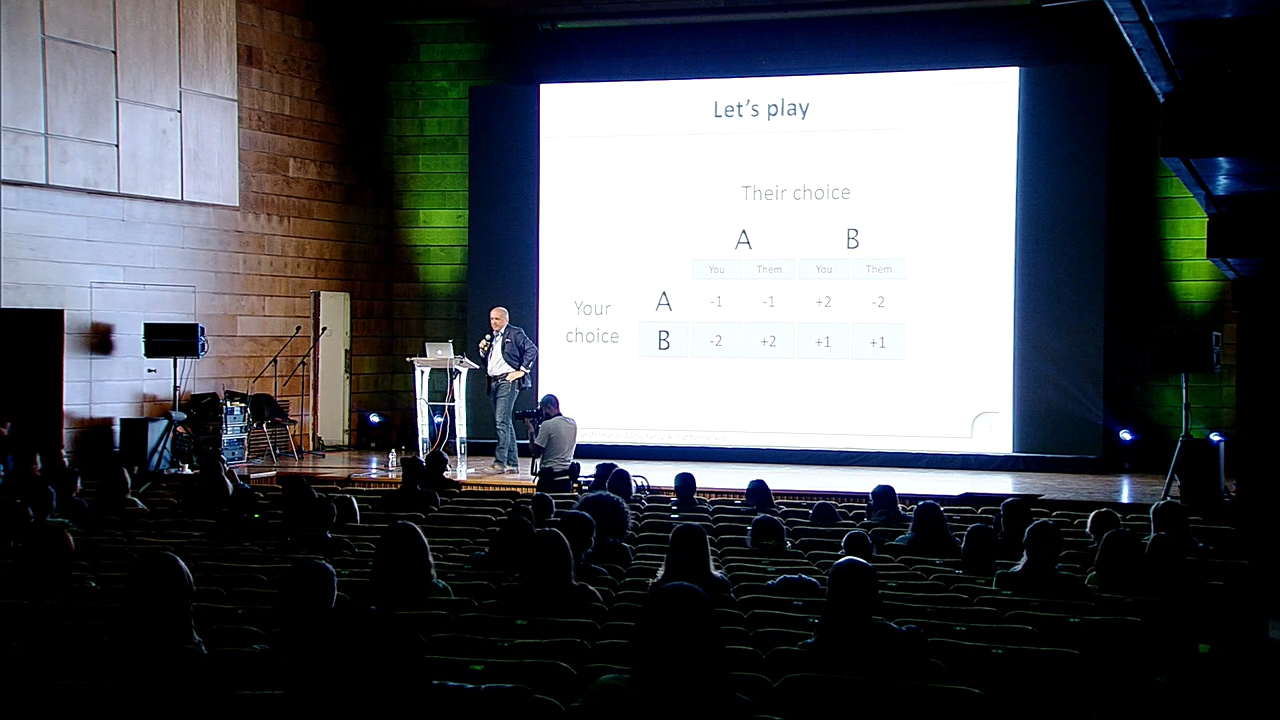 Let's play
Their choice
A B
You Them You Them
Your choice
A -1 -1 +2 -2
B -2 +2 +1 +1